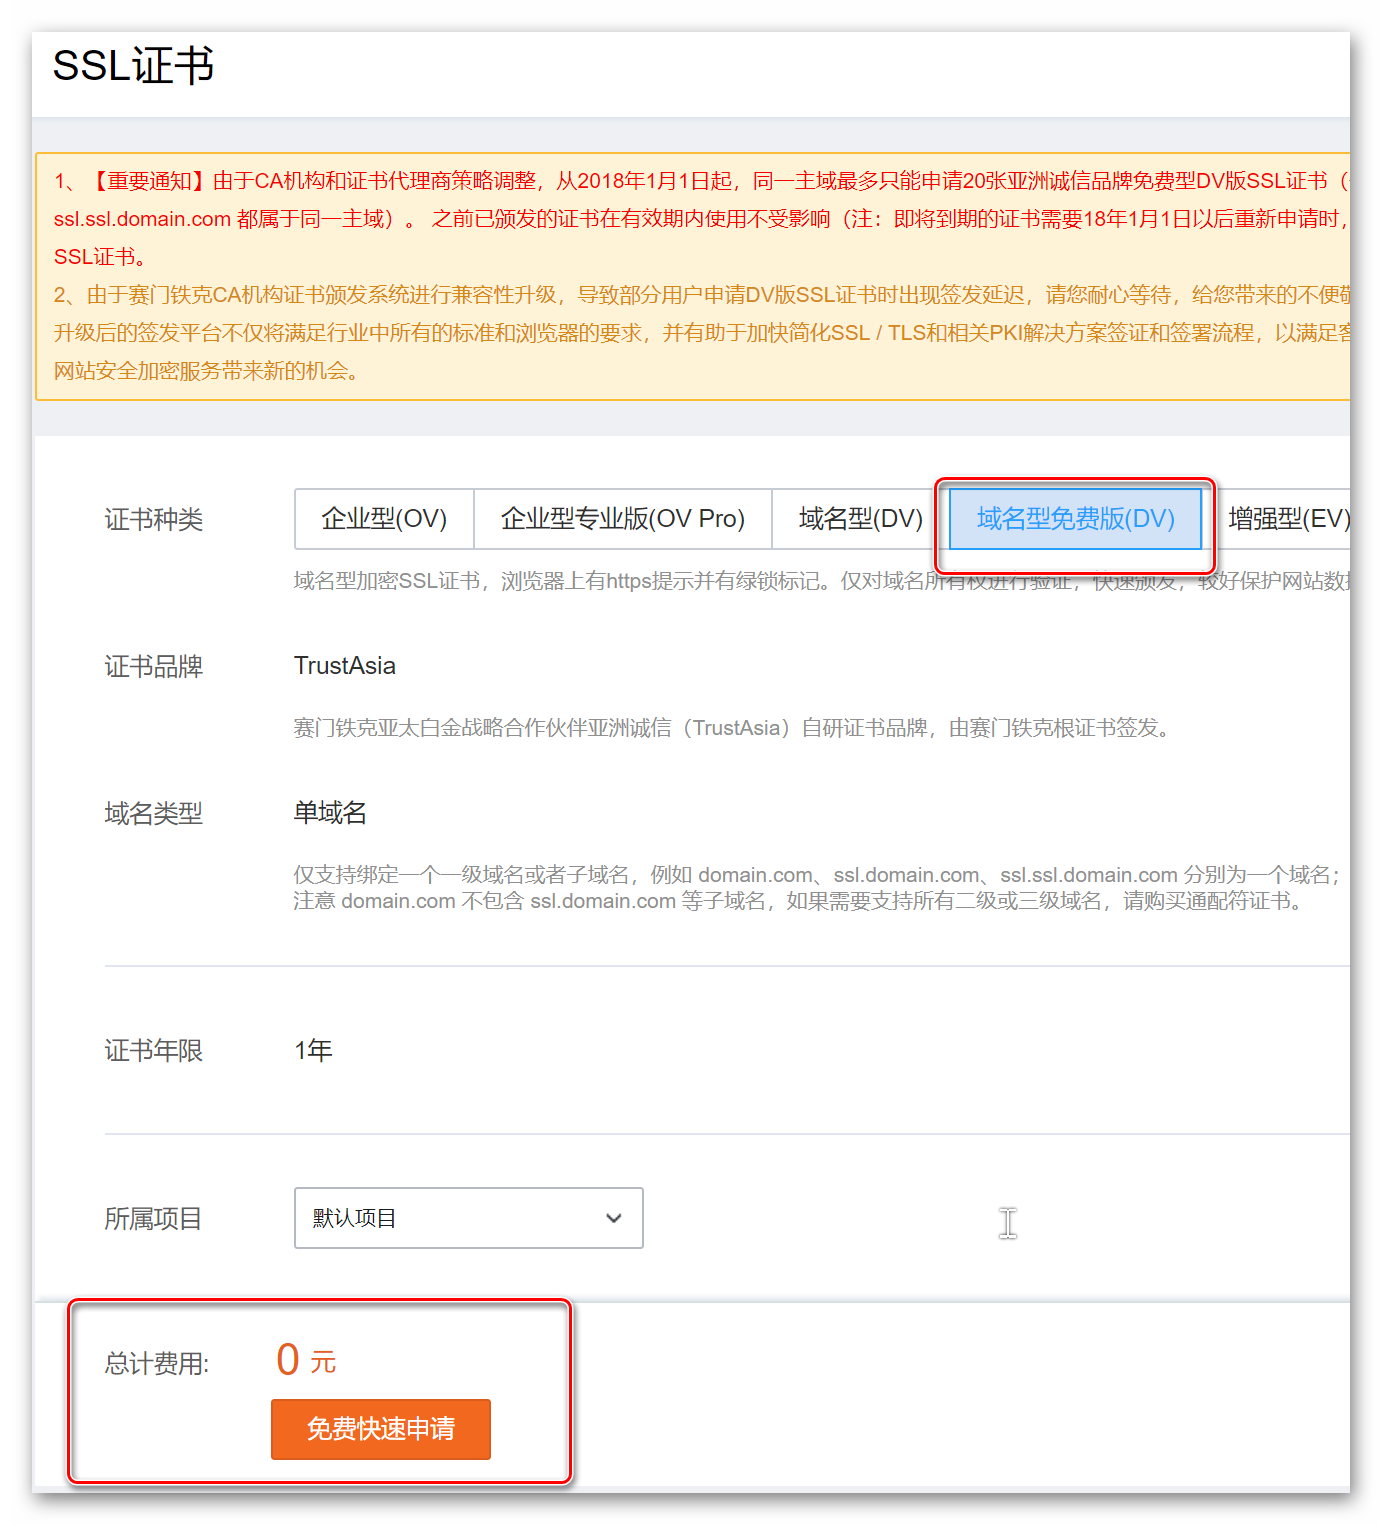 SSL证书
1、【重要通知】由于CA机构和证书代理商策略调整，从2018年1月1日起，同一主域最多只能申请20张亚洲诚信品牌免费型DV版SSL证书（
ssl.ssl.domain.com 都属于同一主域）。 之前已颁发的证书在有效期内使用不受影响（注：即将到期的证书需要18年1月1日以后重新申请时，
SSL证书。
2、由于赛门铁克CA机构证书颁发系统进行兼容性升级，导致部分用户申请DV版SSL证书时出现签发延迟，请您耐心等待，给您带来的不便敬
升级后的签发平台不仅将满足行业中所有的标准和浏览器的要求，并有助于加快简化SSL / TLS和相关PKI解决方案签证和签署流程，以满足客
网站安全加密服务带来新的机会。
证书种类 企业型(OV) 企业型专业版(OV Pro) 域名型(DV) 域名型免费版(DV) 增强型(EV)
域名型加密SSL证书，浏览器上有https提示并有绿锁标记。仅对域名所有权进行验证，快速颁发，较好保护网站数据
证书品牌 TrustAsia
赛门铁克亚太白金战略合作伙伴亚洲诚信（TrustAsia）自研证书品牌，由赛门铁克根证书签发。
域名类型 单域名
仅支持绑定一个一级域名或者子域名，例如 domain.com、ssl.domain.com、ssl.ssl.domain.com 分别为一个域名；
注意 domain.com 不包含 ssl.domain.com 等子域名，如果需要支持所有二级或三级域名，请购买通配符证书。
证书年限 1年
所属项目 默认项目
总计费用: 0 元
免费快速申请